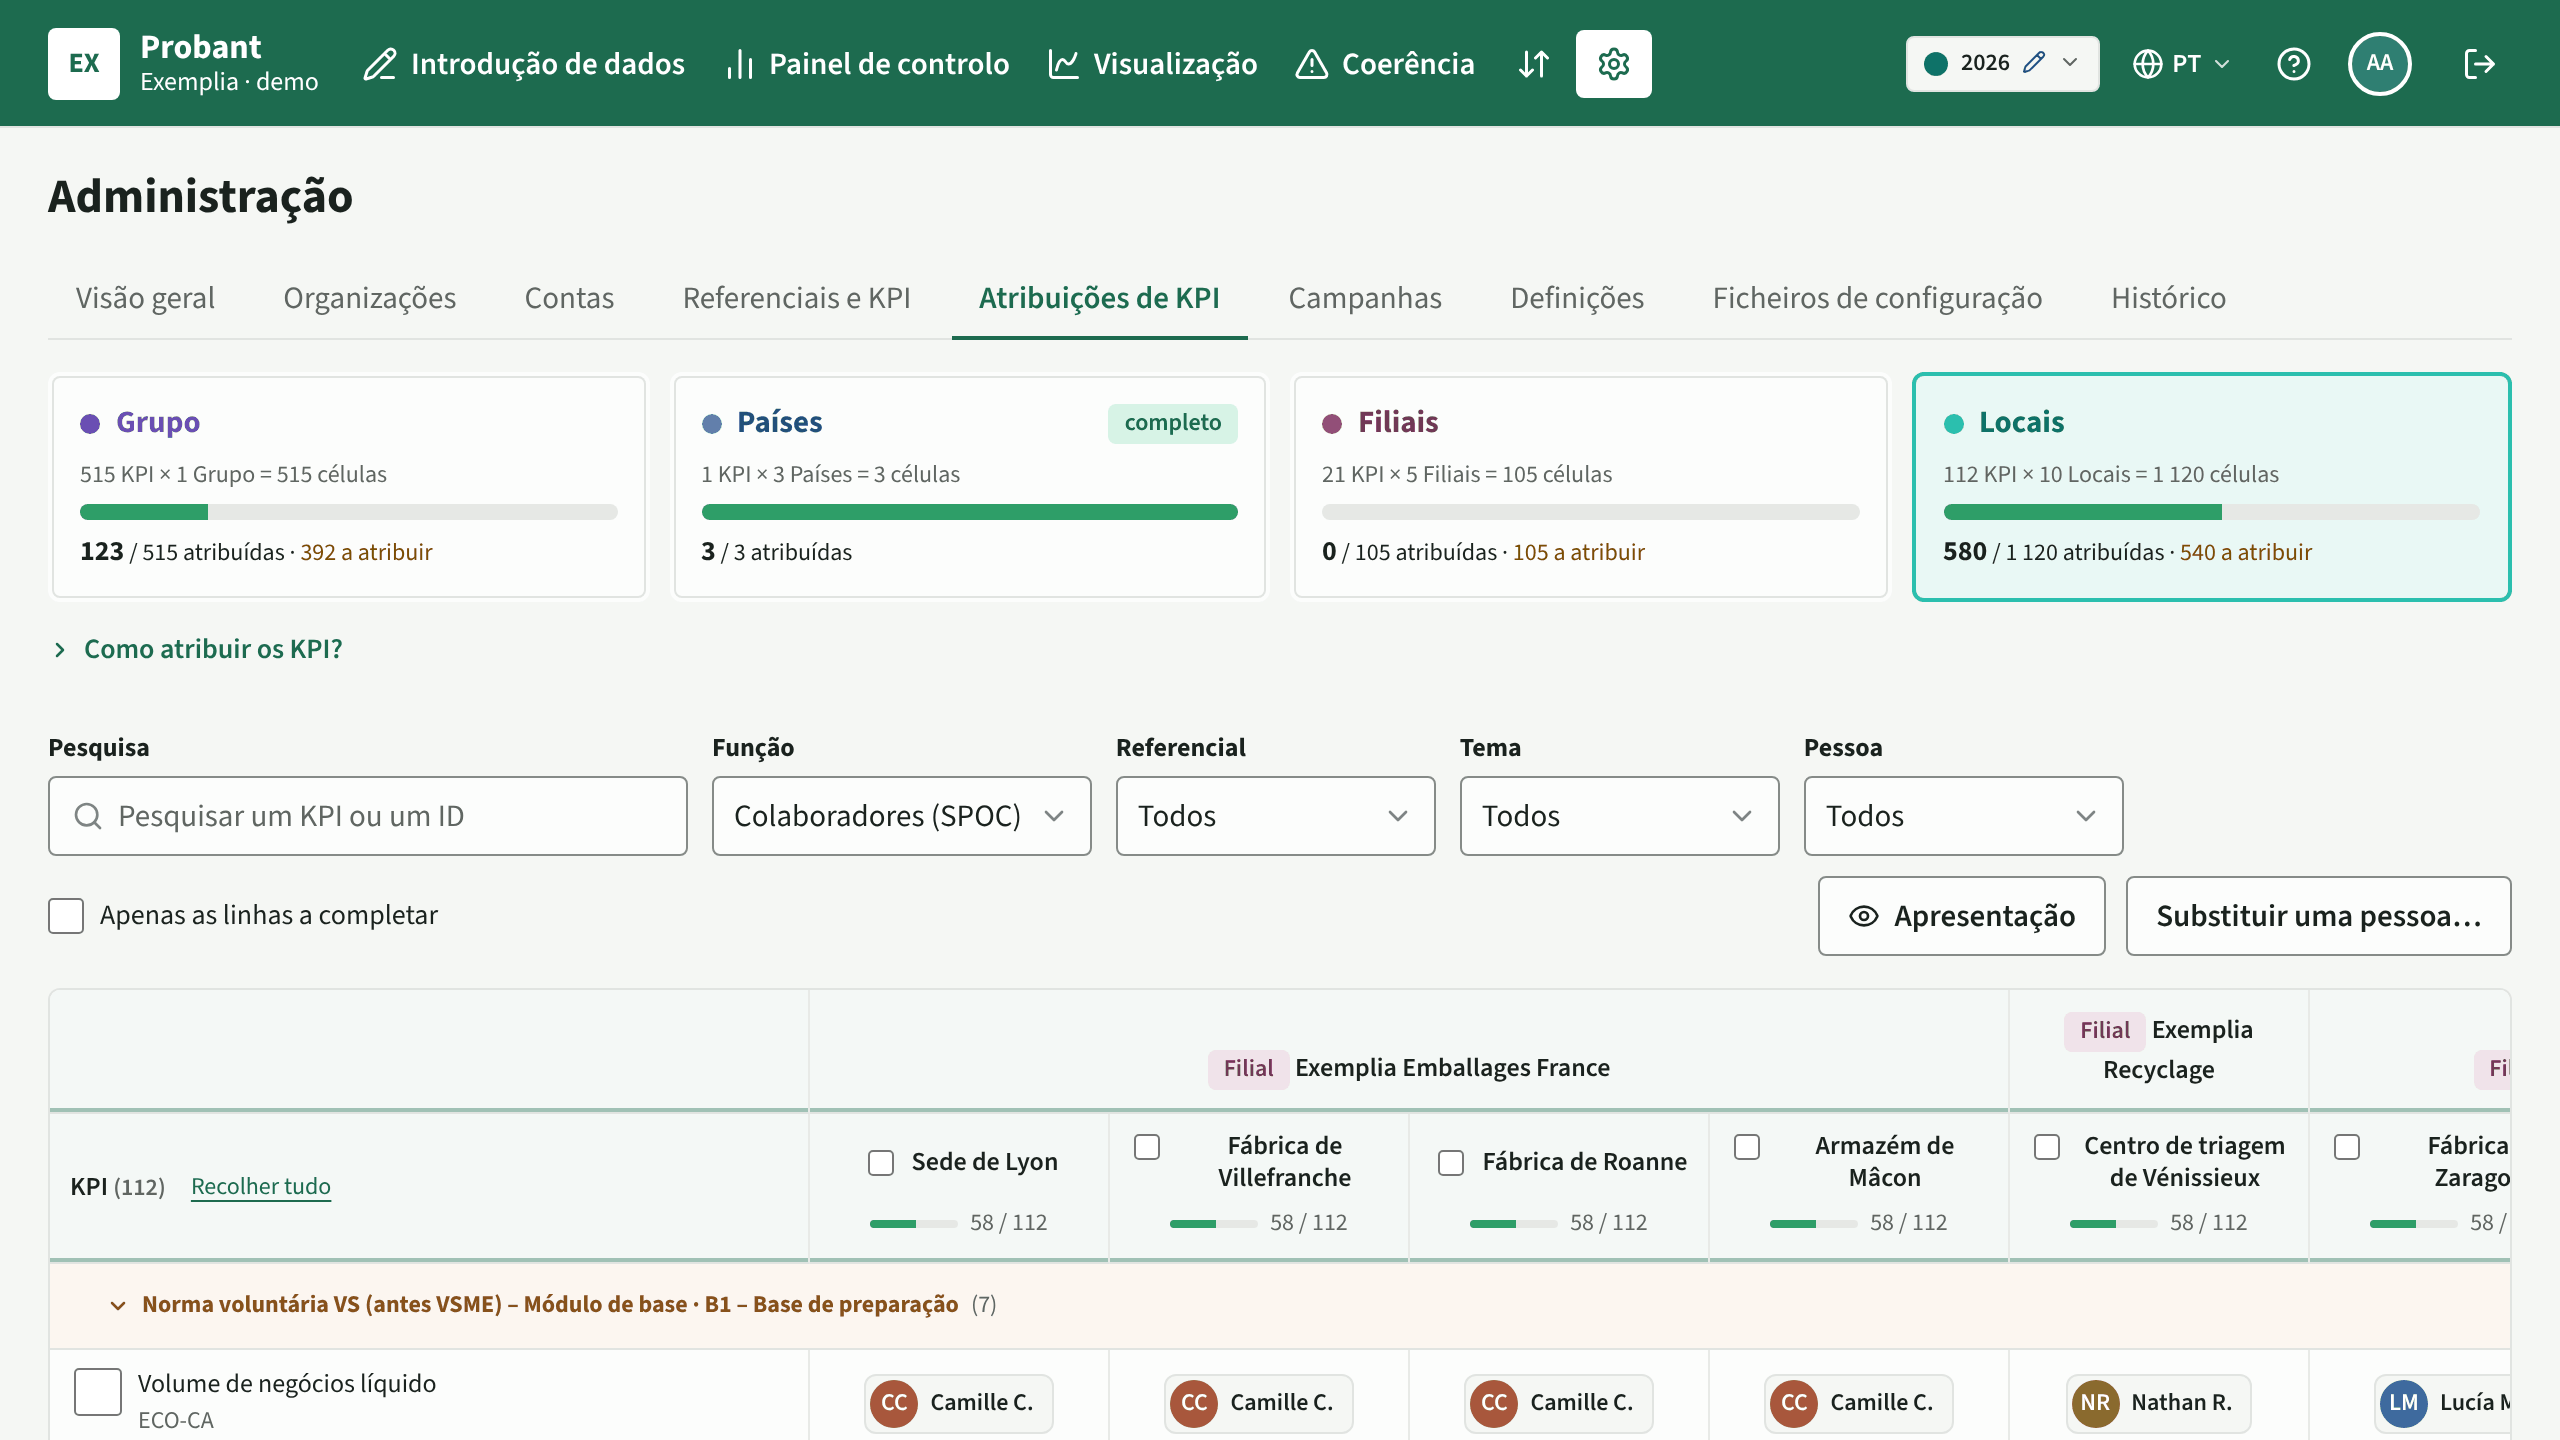 EX
Probant
Exemplia · demo
Introdução de dados
Painel de controlo
Visualização
Coerência
2026
PT
AA
Administração
Visão geral
Organizações
Contas
Referenciais e KPI
Atribuições de KPI
Campanhas
Definições
Ficheiros de configuração
Histórico
Grupo
515 KPI × 1 Grupo = 515 células
123 / 515 atribuídas · 392 a atribuir
Países
completo
1 KPI × 3 Países = 3 células
3 / 3 atribuídas
Filiais
21 KPI × 5 Filiais = 105 células
0 / 105 atribuídas · 105 a atribuir
Locais
112 KPI × 10 Locais = 1 120 células
580 / 1 120 atribuídas · 540 a atribuir
Como atribuir os KPI?
Pesquisa
Pesquisar um KPI ou um ID
Função
Colaboradores (SPOC)
Referencial
Todos
Tema
Todos
Pessoa
Todos
Apenas as linhas a completar
Apresentação
Substituir uma pessoa...
Filial Exemplia Emballages France
Filial Exemplia
Recyclage
KPI (112) Recolher tudo
Sede de Lyon
58 / 112
Fábrica de
Villefranche
58 / 112
Fábrica de Roanne
58 / 112
Armazém de
Mâcon
58 / 112
Centro de triagem
de Vénissieux
58 / 112
Fábrica
58 /
Norma voluntária VS (antes VSME) – Módulo de base · B1 – Base de preparação (7)
Volume de negócios líquido
ECO-CA
CC Camille C.
CC Camille C.
CC Camille C.
CC Camille C.
NR Nathan R.
LM Lucía